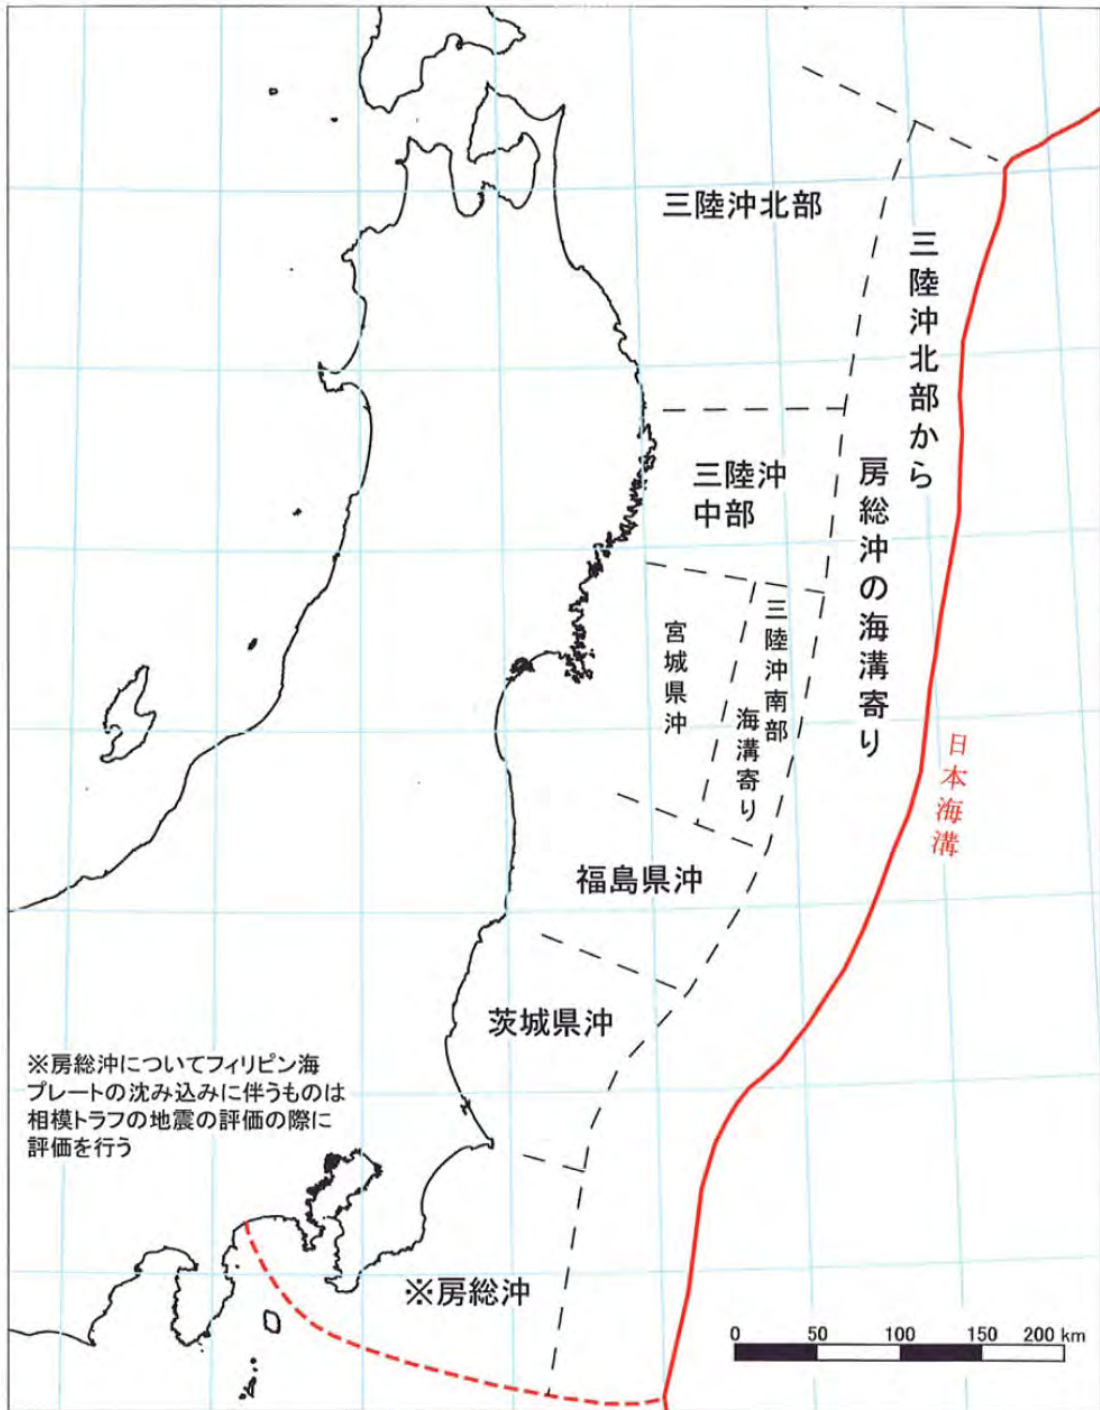 三陸沖北部
三陸沖北部から
房総沖の海溝寄り
三陸沖
中部
宮城県沖
三陸沖南部
海溝寄り
日本海溝
福島県沖
茨城県沖
※房総沖についてフィリピン海
プレートの沈み込みに伴うものは
相模トラフの地震の評価の際に
評価を行う
※房総沖
0 50 100 150 200 km